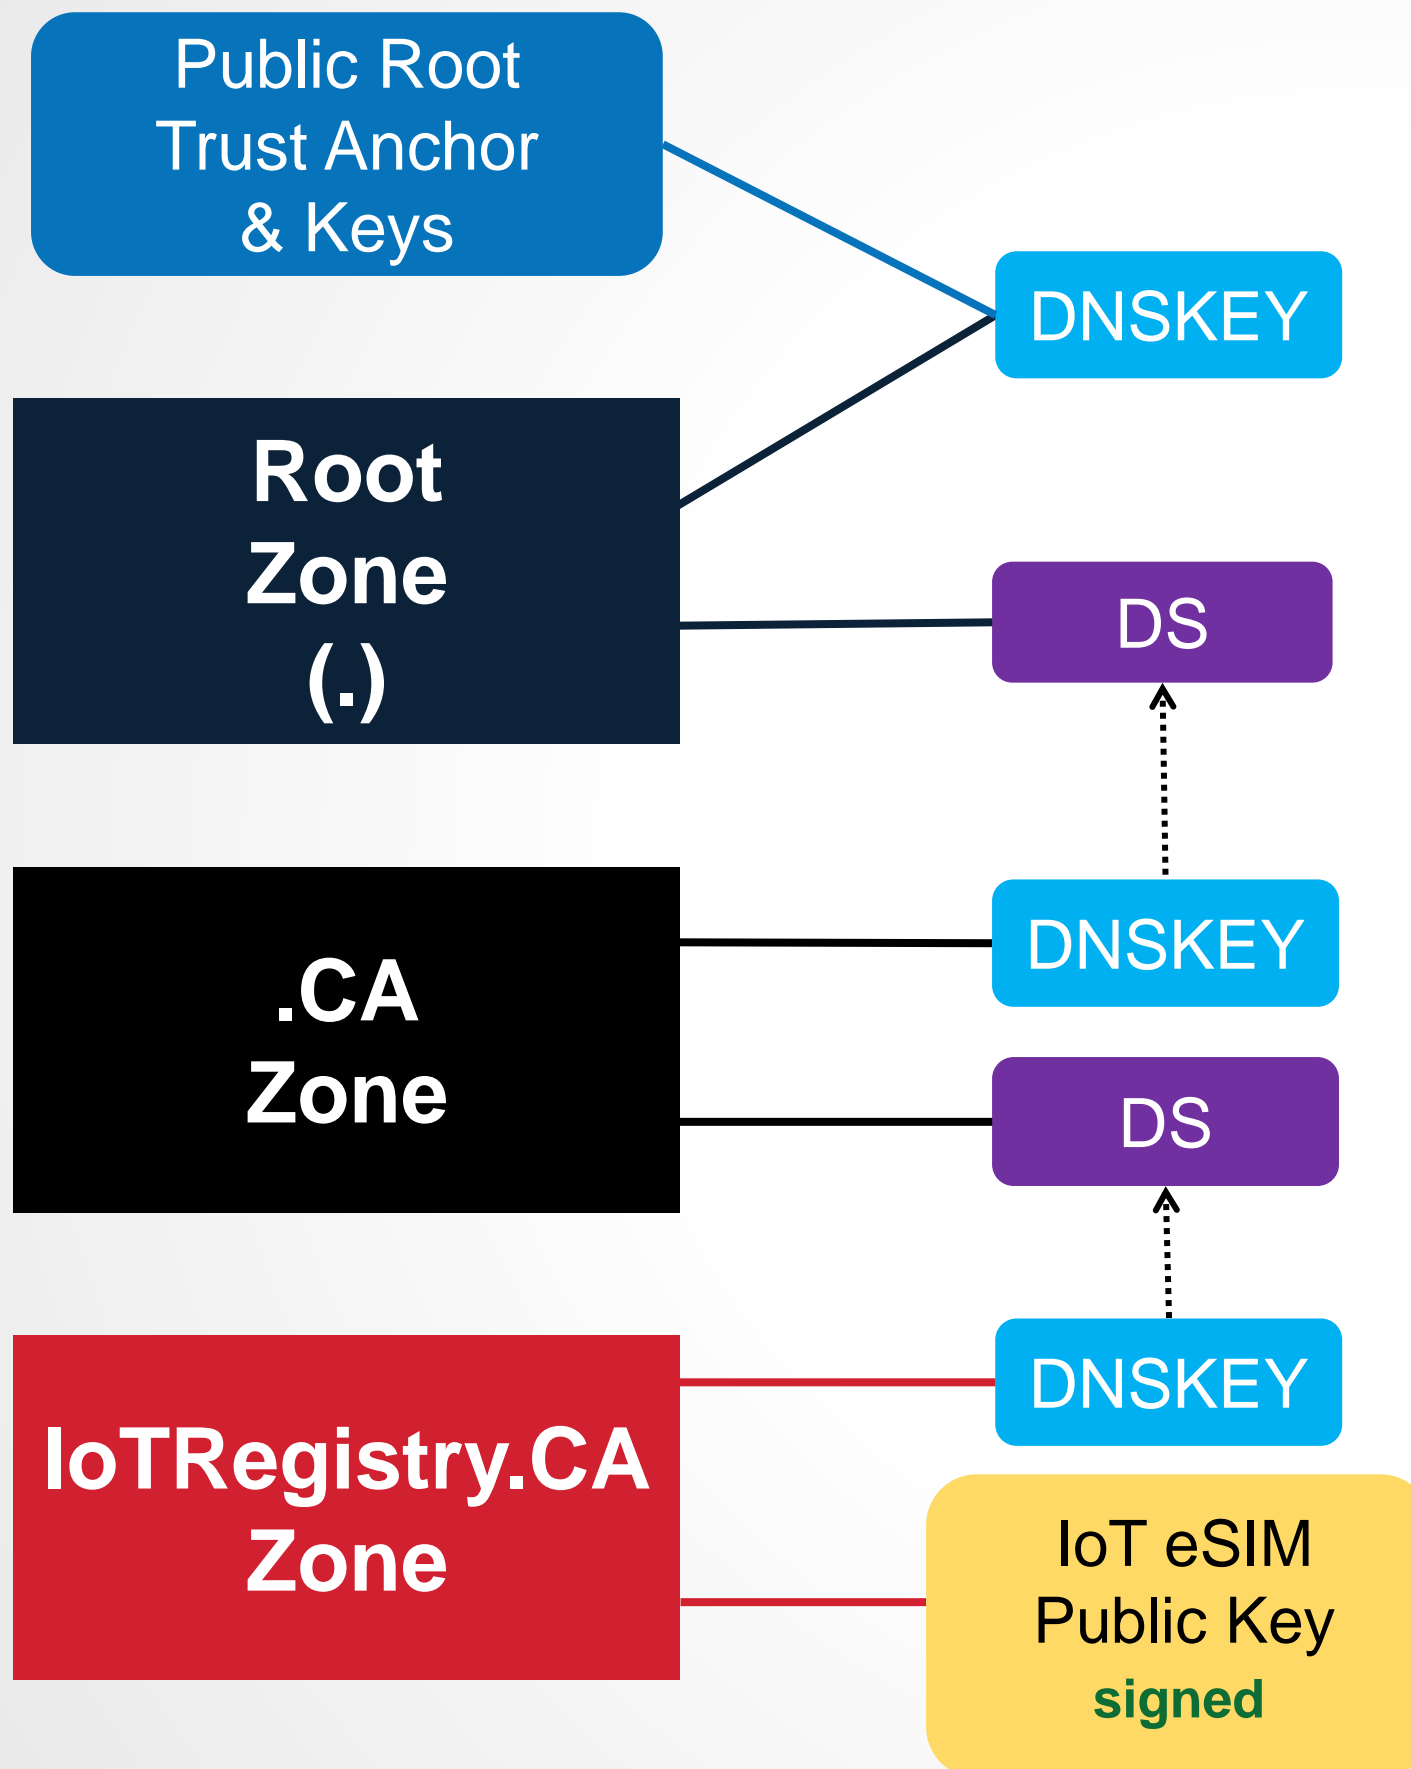 Public Root
Trust Anchor
& Keys
DNSKEY
Root
Zone
(.)
DS
.CA
Zone
DNSKEY
DS
IoTRegistry.CA
Zone
DNSKEY
IoT eSIM
Public Key
signed